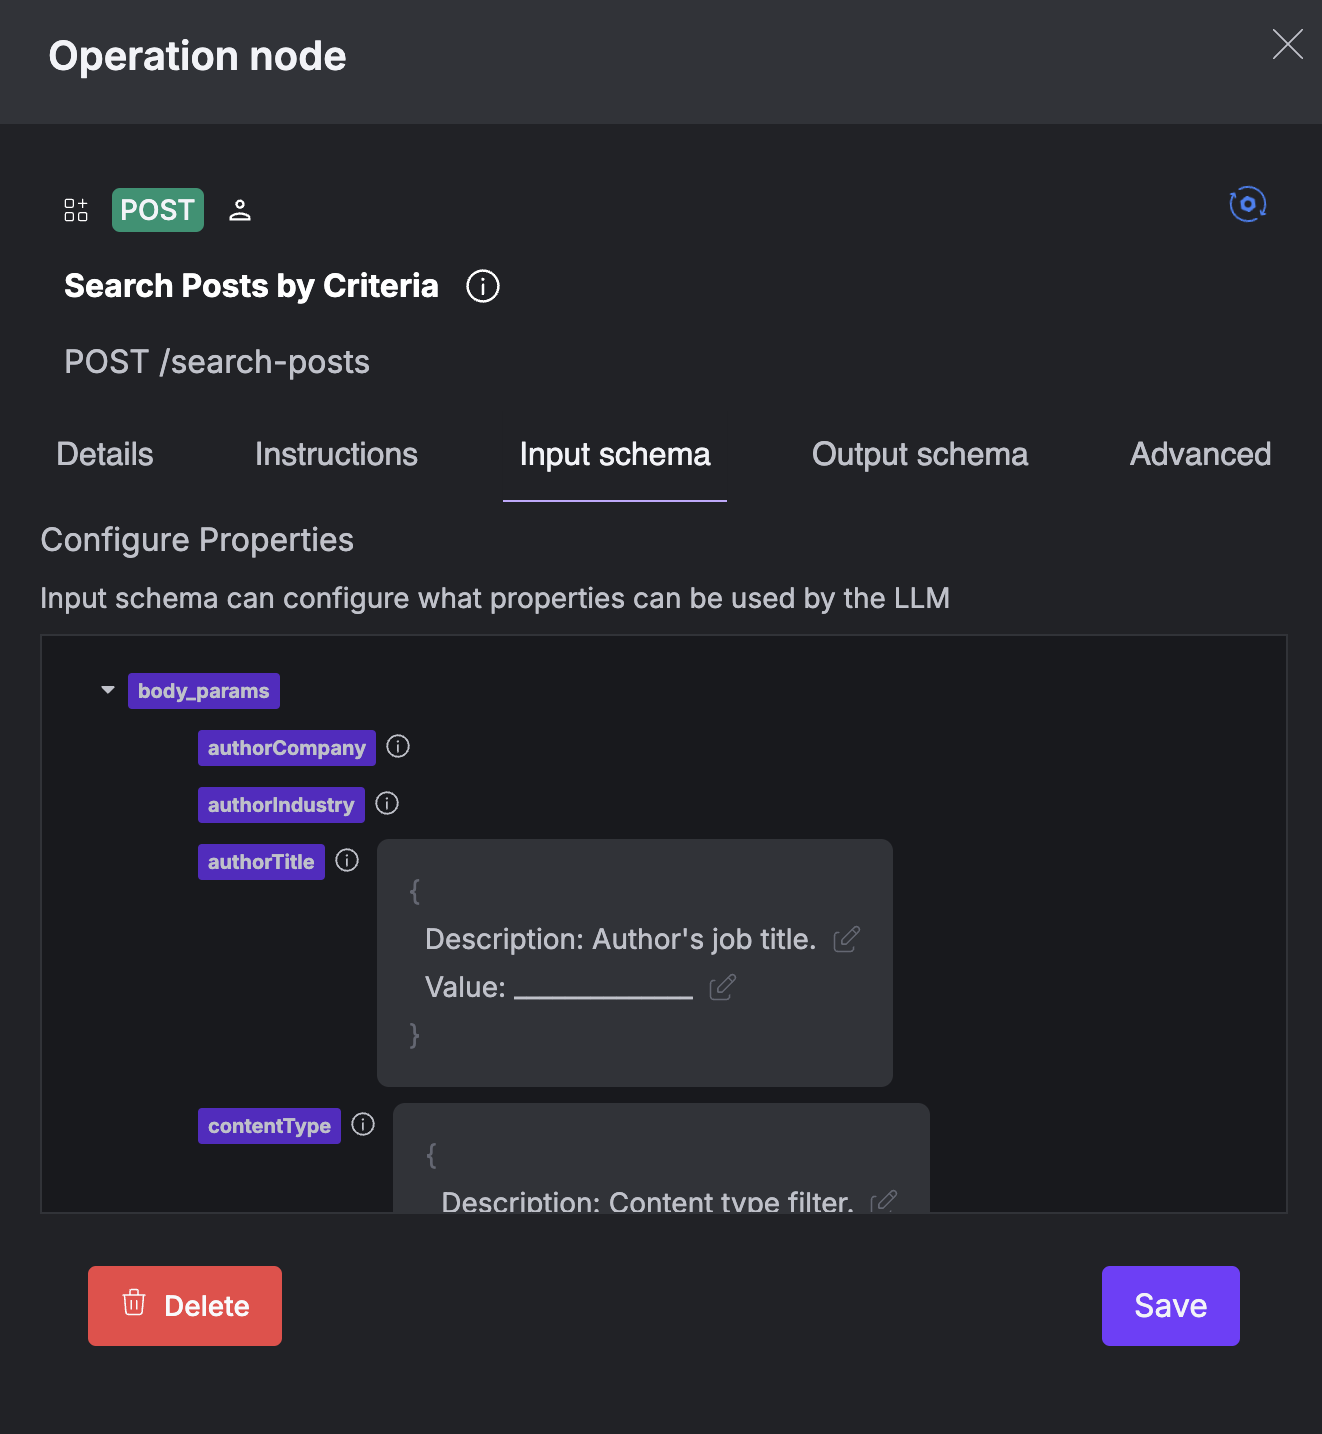 Operation node
POST
Search Posts by Criteria
POST /search-posts
Details Instructions Input schema Output schema Advanced
Configure Properties
Input schema can configure what properties can be used by the LLM
body_params
authorCompany
authorIndustry
authorTitle
{
Description: Author's job title.
Value:
}
contentType
{
Description: Content type filter.
Delete Save